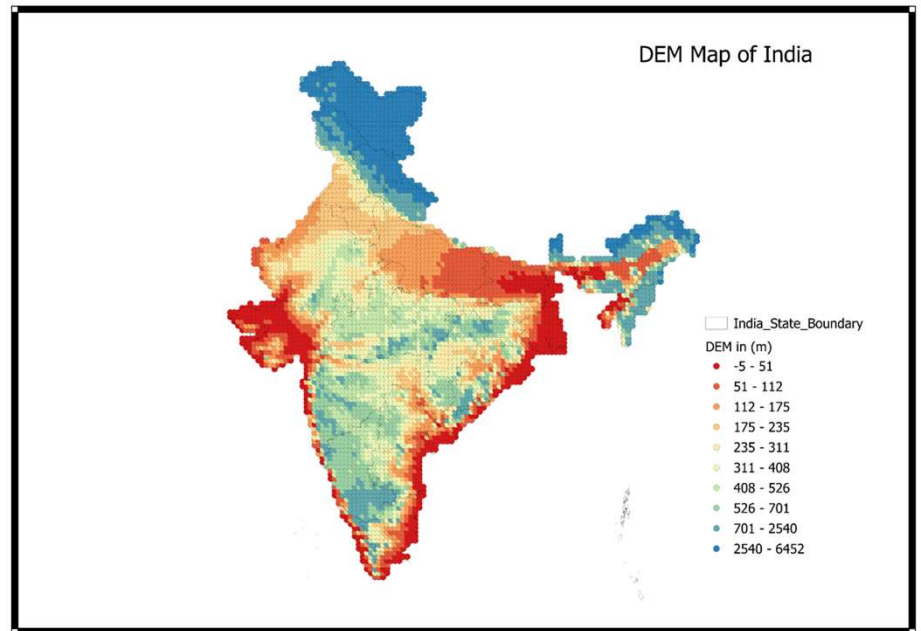 DEM Map of India
India_State_Boundary
DEM in (m)
-5 - 51
51 - 112
112 - 175
175 - 235
235 - 311
311 - 408
408 - 526
526 - 701
701 - 2540
2540 - 6452